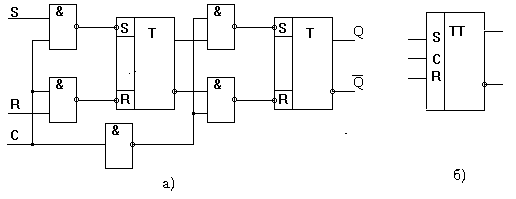 S & & Q
S T S T S TT
& & Q̅ C
R R R R
C &
а) б)